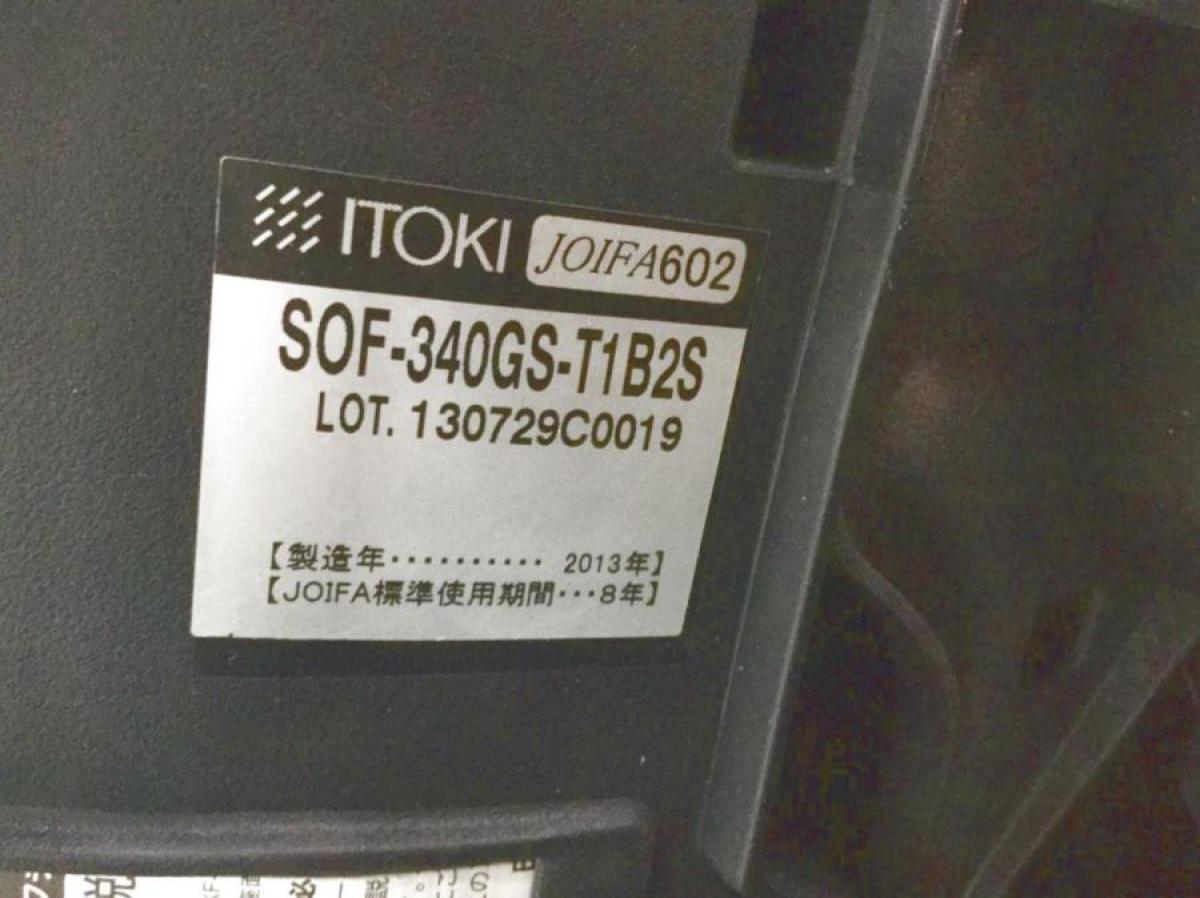 ITOKI JOIFA602
SOF-340GS-T1B2S
LOT. 130729C0019
【製造年・・・・・・・・・・ 2013年】
【JOIFA標準使用期間・・・8年】